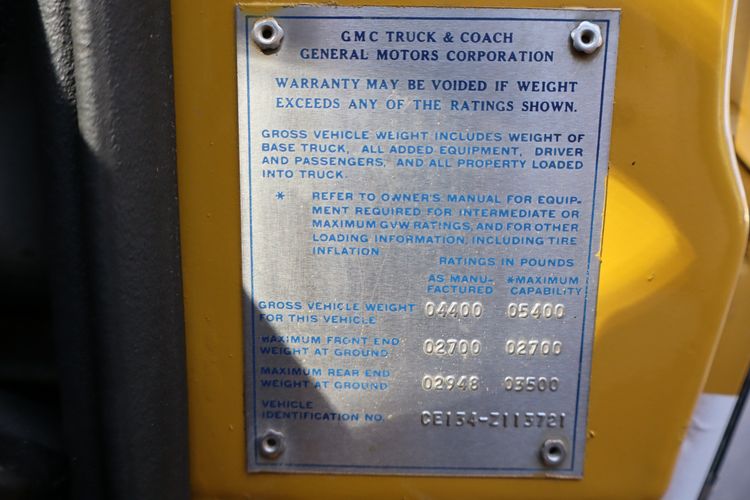 GMC TRUCK & COACH
GENERAL MOTORS CORPORATION
WARRANTY MAY BE VOIDED IF WEIGHT
EXCEEDS ANY OF THE RATINGS SHOWN.
GROSS VEHICLE WEIGHT INCLUDES WEIGHT OF
BASE TRUCK, ALL ADDED EQUIPMENT, DRIVER
AND PASSENGERS, AND ALL PROPERTY LOADED
INTO TRUCK.
* REFER TO OWNER'S MANUAL FOR EQUIP-
MENT REQUIRED FOR INTERMEDIATE OR
MAXIMUM GVW RATINGS, AND FOR OTHER
LOADING INFORMATION, INCLUDING TIRE
INFLATION
RATINGS IN POUNDS
AS MANU- *MAXIMUM
FACTURED CAPABILITY
GROSS VEHICLE WEIGHT
FOR THIS VEHICLE 04400 05400
MAXIMUM FRONT END
WEIGHT AT GROUND 02700 02700
MAXIMUM REAR END
WEIGHT AT GROUND 02948 03500
VEHICLE
IDENTIFICATION NO. CE134-Z113721